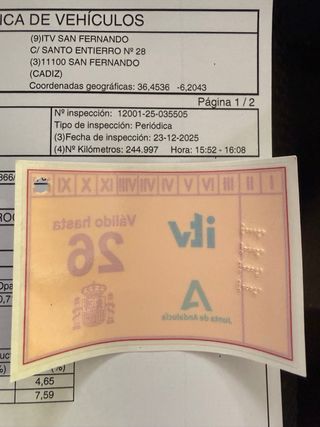 ICA DE VEHÍCULOS
(9)ITV SAN FERNANDO
C/ SANTO ENTIERRO Nº 28
(3)11100 SAN FERNANDO
(CADIZ)
Coordenadas geográficas: 36,4536 -6,2043
Página 1 / 2
Nº inspección: 12001-25-035505
Tipo de inspección: Periódica
(3)Fecha de inspección: 23-12-2025
(4)Nº Kilómetros: 244.997 Hora: 15:52 - 16:08
I II III IV V VI VII VIII IX X XI
Válido hasta
26
itv
Junta de Andalucía
(%)
4,65
7,59